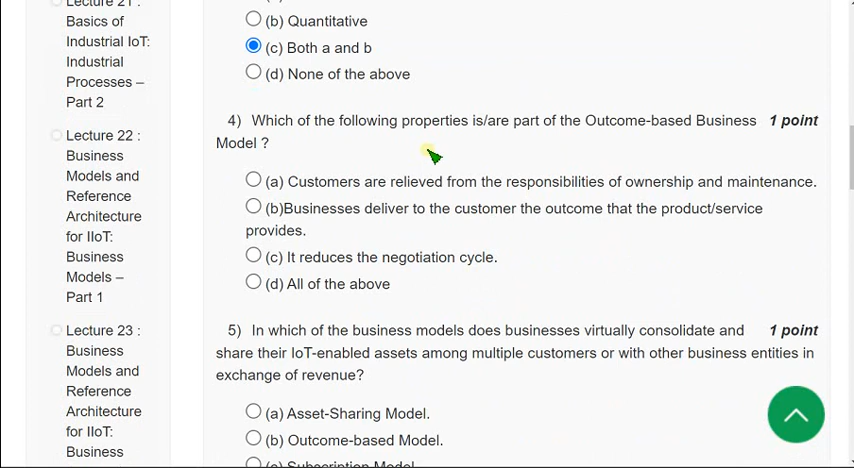 Lecture 21 :
Basics of
Industrial IoT:
Industrial
Processes –
Part 2
Lecture 22 :
Business
Models and
Reference
Architecture
for IIoT:
Business
Models –
Part 1
Lecture 23 :
Business
Models and
Reference
Architecture
for IIoT:
Business
(b) Quantitative
(c) Both a and b
(d) None of the above
4) Which of the following properties is/are part of the Outcome-based Business 1 point
Model ?
(a) Customers are relieved from the responsibilities of ownership and maintenance.
(b)Businesses deliver to the customer the outcome that the product/service
provides.
(c) It reduces the negotiation cycle.
(d) All of the above
5) In which of the business models does businesses virtually consolidate and 1 point
share their IoT-enabled assets among multiple customers or with other business entities in
exchange of revenue?
(a) Asset-Sharing Model.
(b) Outcome-based Model.
(c) Subscription Model